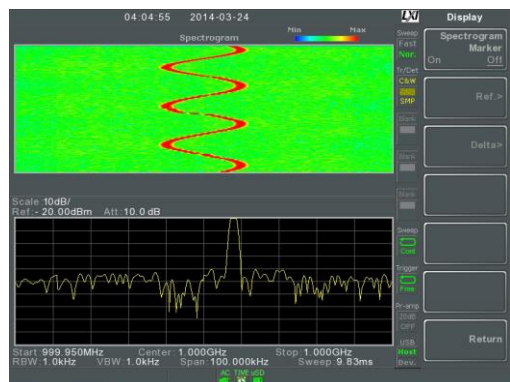 04:04:55 2014-03-24
LXI
Display
Spectrogram
Min Max
Sweep
Fast
Nor.
Tr/Det
C&W
SMP
Blank
Blank
Blank
Spectrogram
Marker
On Off
Ref.>
Delta>
Scale:10dB/
Ref:- 20.00dBm Att:10.0 dB
Sweep
Cont
Trigger
Free
Pr-amp
20dB
OFF
USB
Host
Dev.
Return
Start:999.950MHz Center:1.000GHz Stop:1.000GHz
RBW:1.0kHz VBW:1.0kHz Span:100.000kHz Sweep:9.83ms
AC TIME uSD